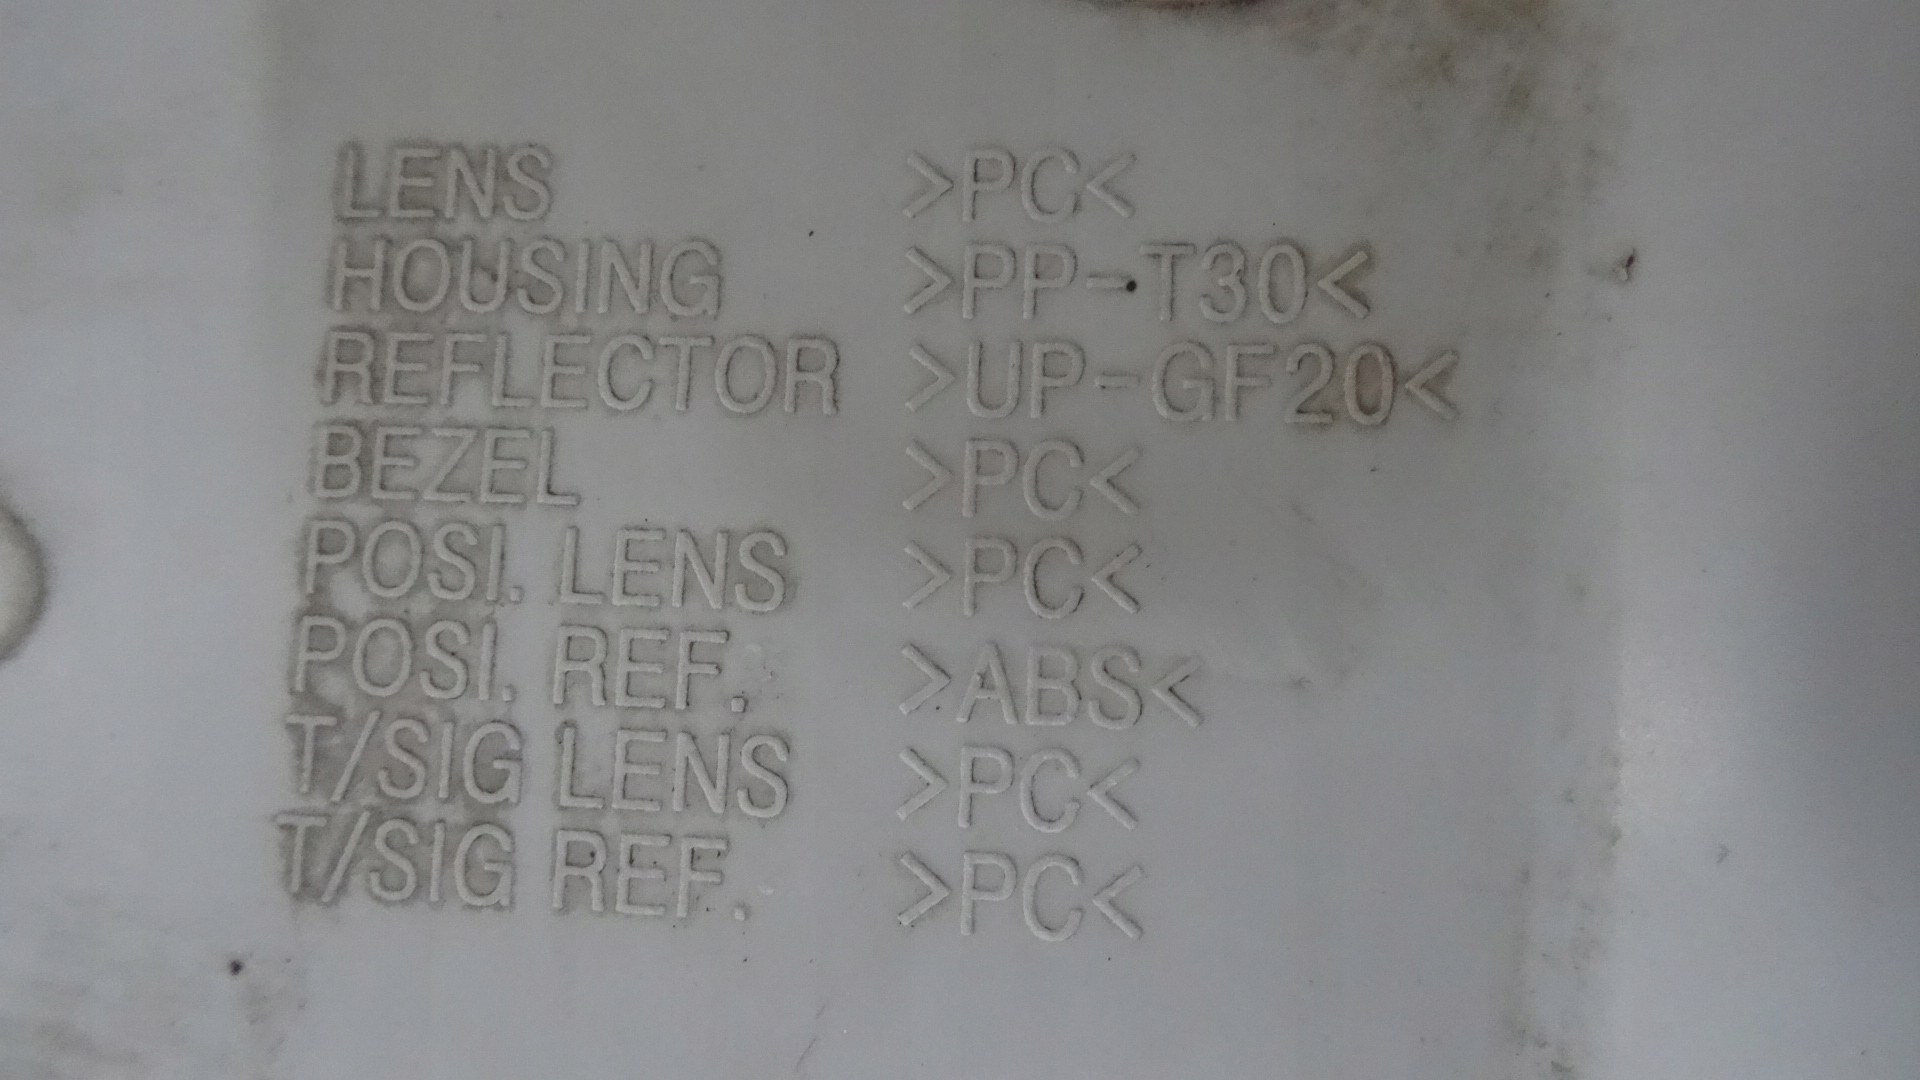 LENS >PC<
HOUSING >PP-T30<
REFLECTOR >UP-GF20<
BEZEL >PC<
POSI. LENS >PC<
POSI. REF. >ABS<
T/SIG LENS >PC<
T/SIG REF. >PC<